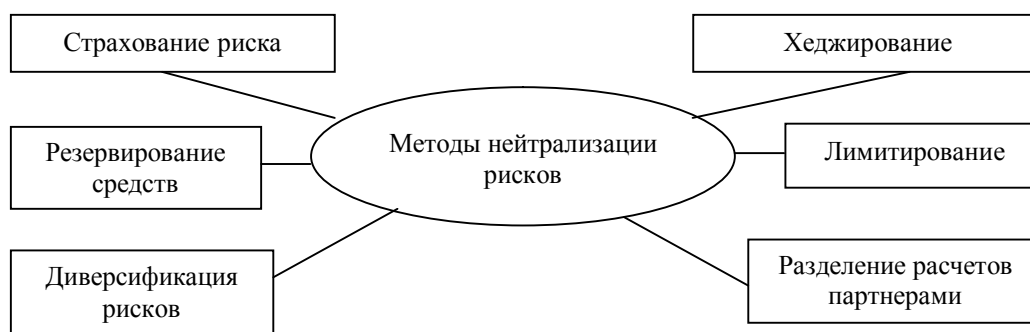 Страхование риска
Хеджирование
Методы нейтрализации
рисков
Резервирование
средств
Лимитирование
Диверсификация
рисков
Разделение расчетов
партнерами